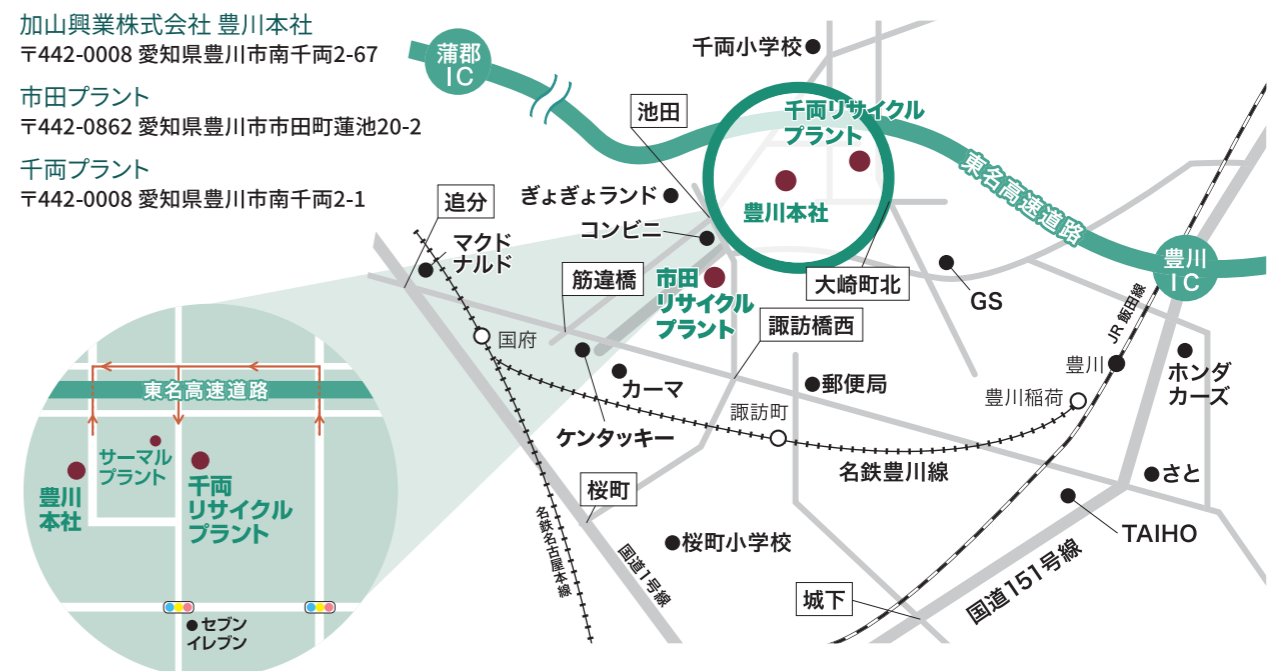 加山興業株式会社 豊川本社
〒442-0008 愛知県豊川市南千両2-67
市田プラント
〒442-0862 愛知県豊川市市田町蓮池20-2
千両プラント
〒442-0008 愛知県豊川市南千両2-1
蒲郡
IC
千両小学校
池田
千両リサイクル
プラント
東名高速道路
豊川本社
ぎょぎょランド
コンビニ
追分
マクド
ナルド
筋違橋
市田
リサイクル
プラント
大崎町北
GS
豊川
IC
JR 飯田線
諏訪橋西
国府
カーマ
郵便局
豊川
ホンダ
カーズ
豊川稲荷
諏訪町
ケンタッキー
名鉄豊川線
さと
桜町
TAIHO
名鉄名古屋本線
国道1号線
桜町小学校
城下
国道151号線
東名高速道路
サーマル
プラント
豊川
本社
千両
リサイクル
プラント
セブン
イレブン